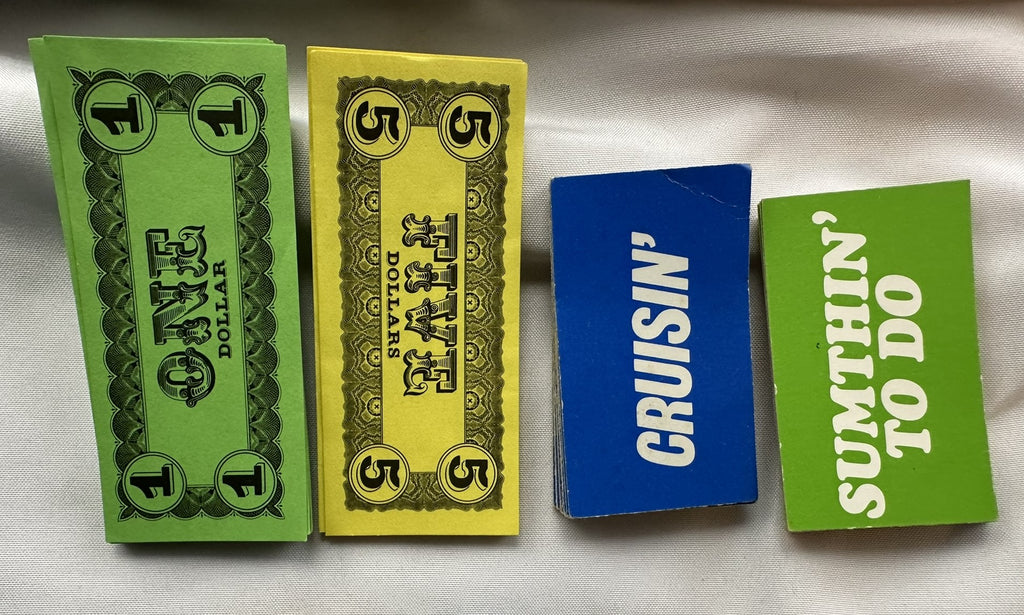 1
1
ONE
DOLLAR
1
1
5
5
FIVE
DOLLARS
5
5
CRUISIN’
SUMTHIN’
TO DO